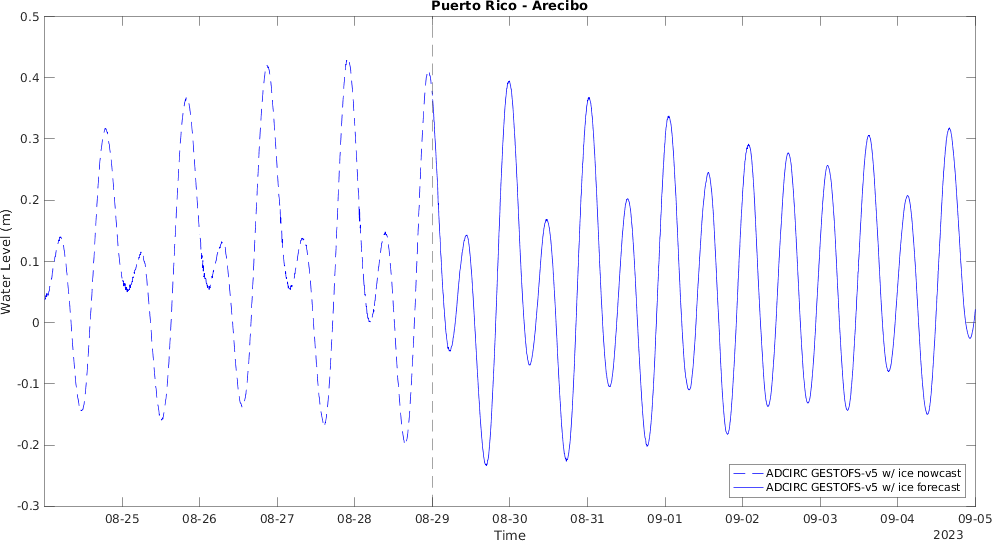 Puerto Rico - Arecibo
0.5
0.4
0.3
0.2
0.1
0
-0.1
-0.2
-0.3
Water Level (m)
ADCIRC GESTOFS-v5 w/ ice nowcast
ADCIRC GESTOFS-v5 w/ ice forecast
08-25 08-26 08-27 08-28 08-29 08-30 08-31 09-01 09-02 09-03 09-04 09-05
Time
2023